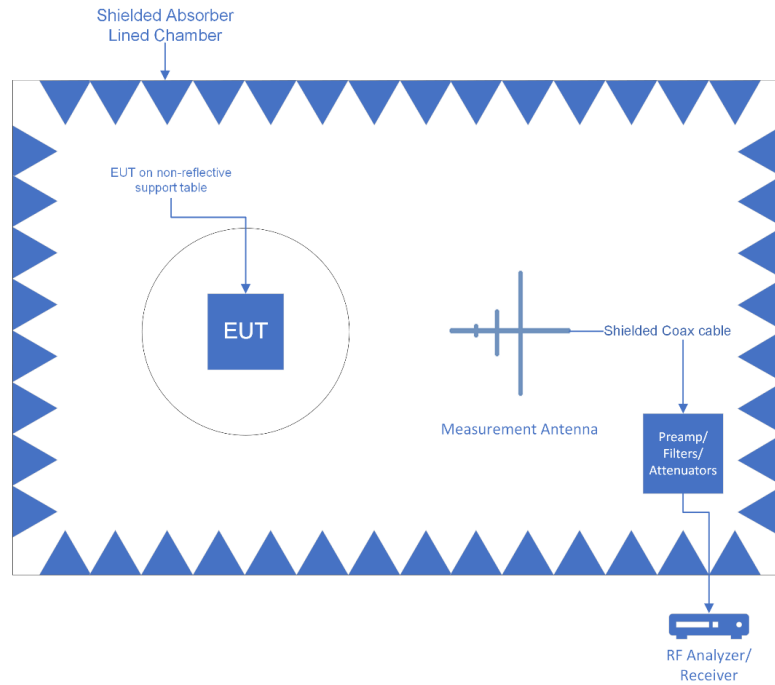 Shielded Absorber
Lined Chamber
EUT on non-reflective
support table
EUT
Shielded Coax cable
Measurement Antenna
Preamp/
Filters/
Attenuators
RF Analyzer/
Receiver